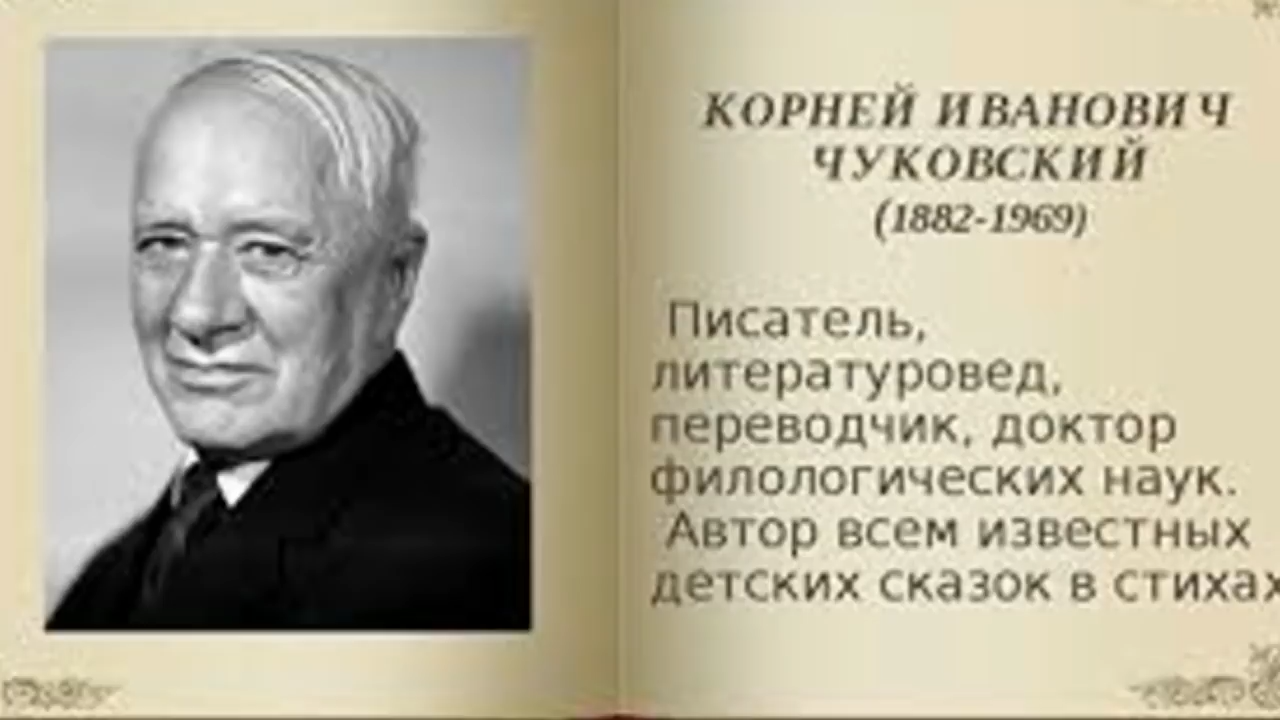 КОРНЕЙ ИВАНОВИЧ
ЧУКОВСКИЙ
(1882-1969)
Писатель,
литературовед,
переводчик, доктор
филологических наук.
Автор всем известных
детских сказок в стихах